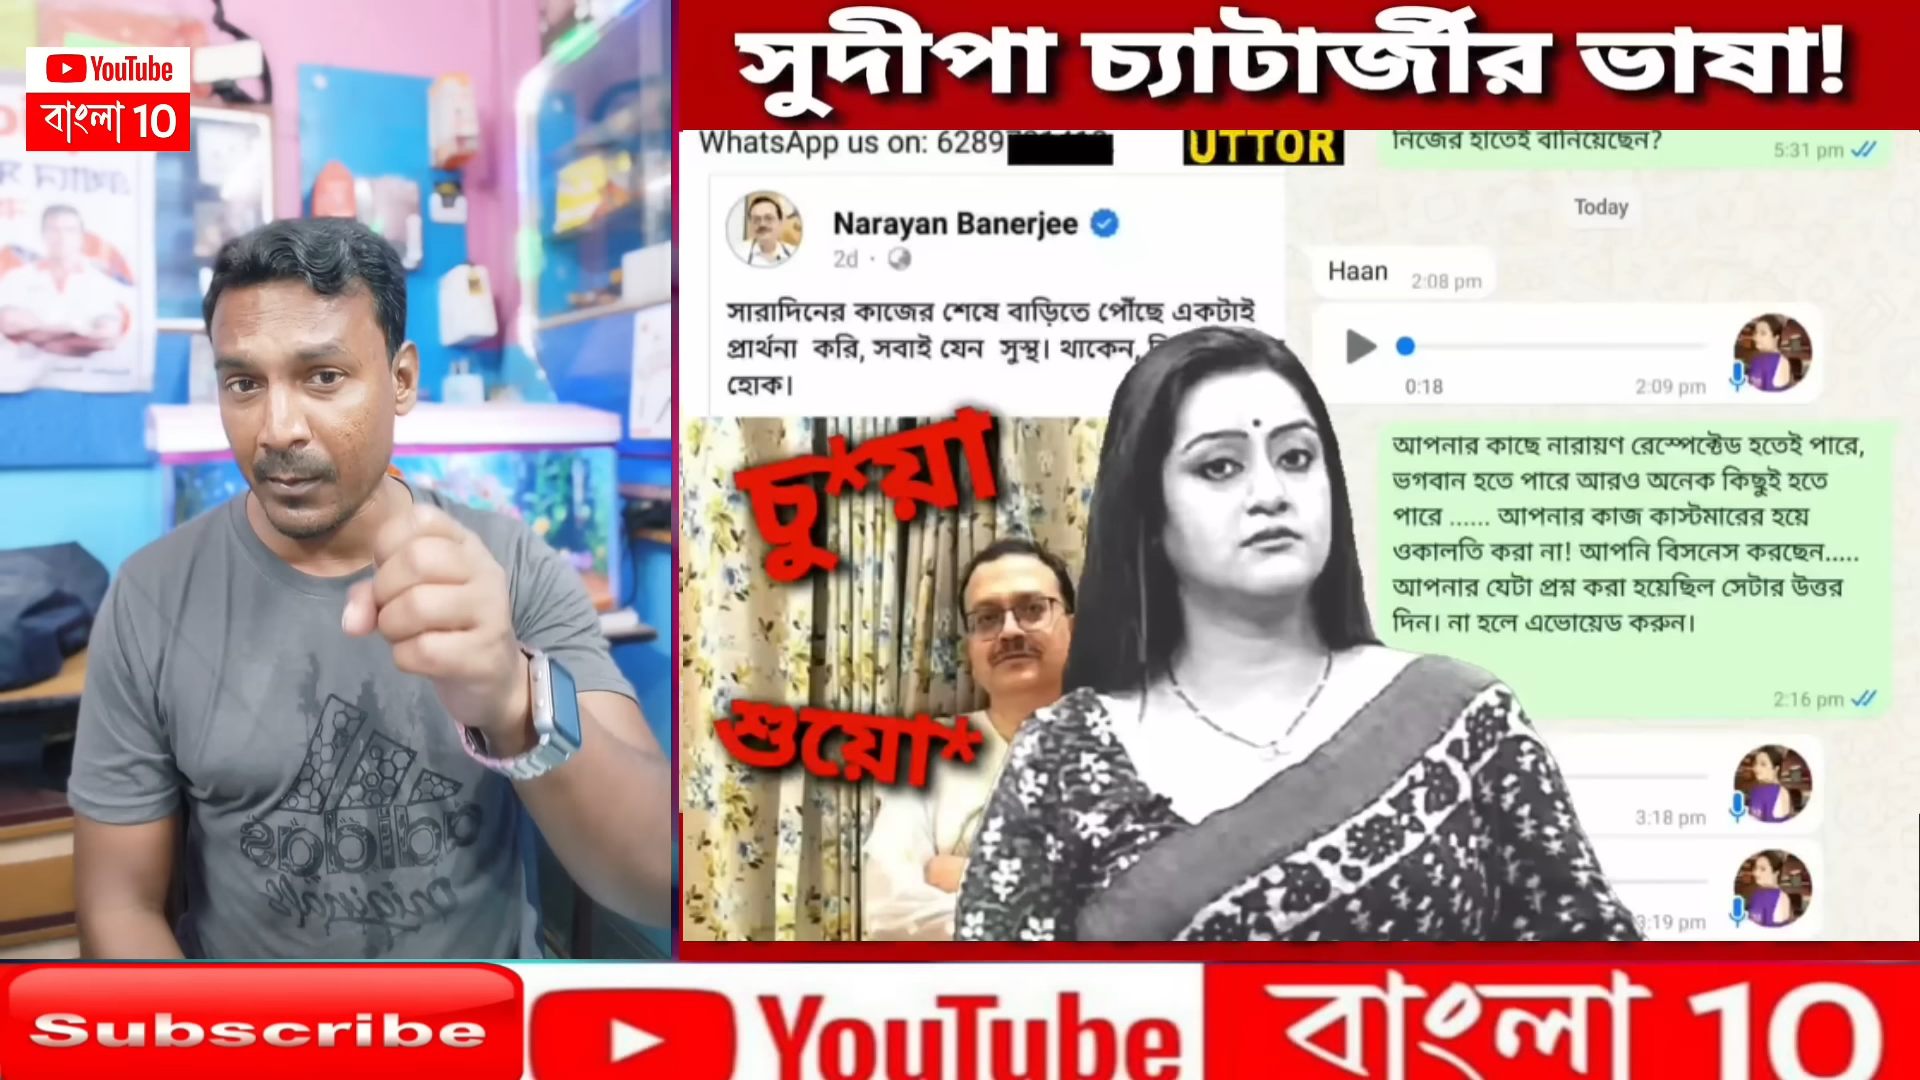 YouTube
বাংলা 10
সুদীপা চ্যাটার্জীর ভাষা!
WhatsApp us on: 6289
UTTOR
Narayan Banerjee
2d
সারাদিনের কাজের শেষে বাড়িতে পৌঁছে একটাই
প্রার্থনা করি, সবাই যেন সুস্থ। থাকেন,
হোক।
চু*য়া
শুয়ো*
নিজের হাতেই বানিয়েছেন?
5:31 pm
Today
Haan
2:08 pm
0:18
2:09 pm
আপনার কাছে নারায়ণ রেস্পেক্টেড হতেই পারে,
ভগবান হতে পারে আরও অনেক কিছুই হতে
পারে ...... আপনার কাজ কাস্টমারের হয়ে
ওকালতি করা না! আপনি বিসনেস করছেন.....
আপনার যেটা প্রশ্ন করা হয়েছিল সেটার উত্তর
দিন। না হলে এভোয়েড করুন।
2:16 pm
3:18 pm
3:19 pm
adidas
originals
Subscribe
YouTube
বাংলা 10